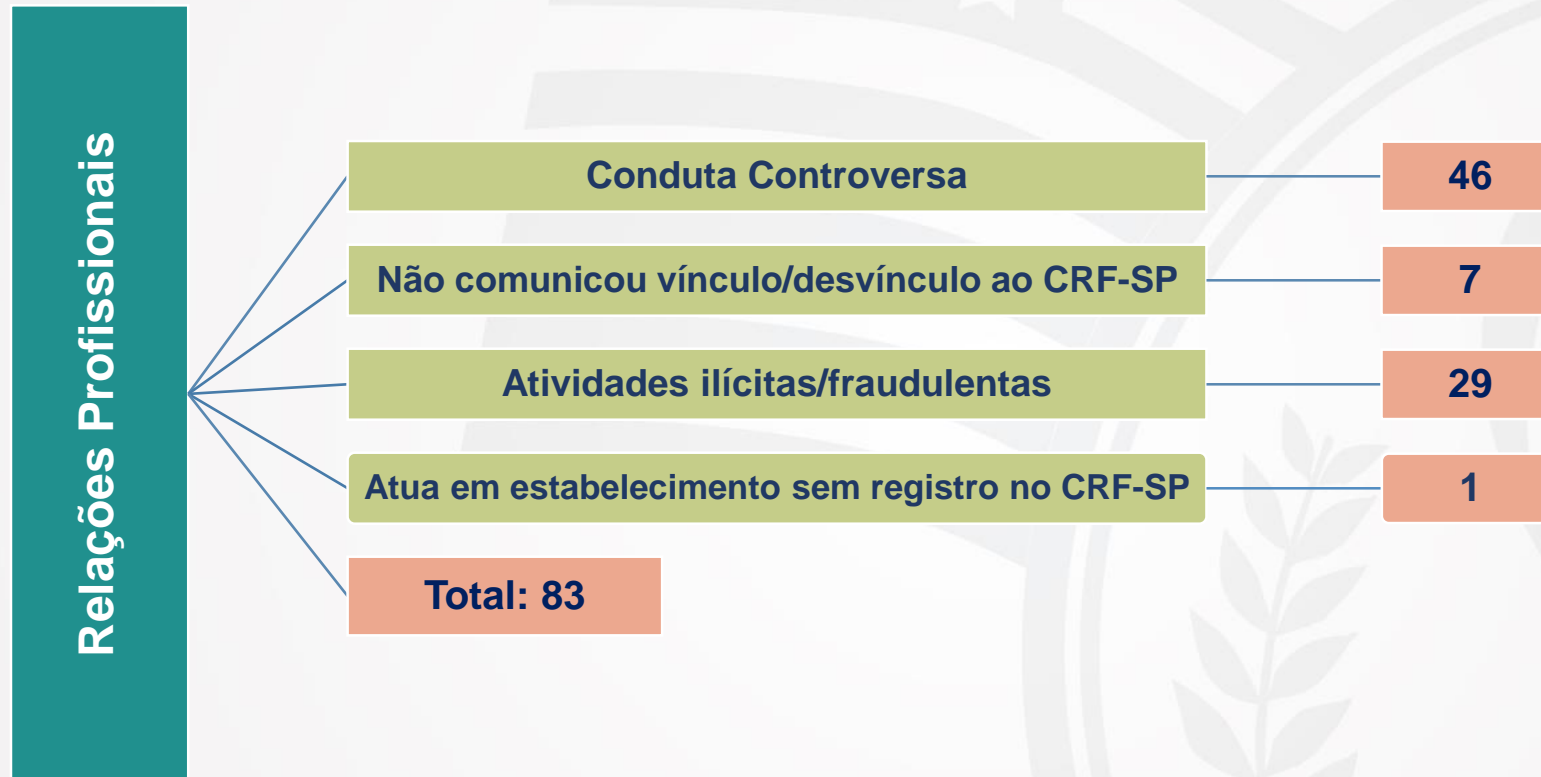 Relações Profissionais
Conduta Controversa
46
Não comunicou vínculo/desvínculo ao CRF-SP
7
Atividades ilícitas/fraudulentas
29
Atua em estabelecimento sem registro no CRF-SP
1
Total: 83